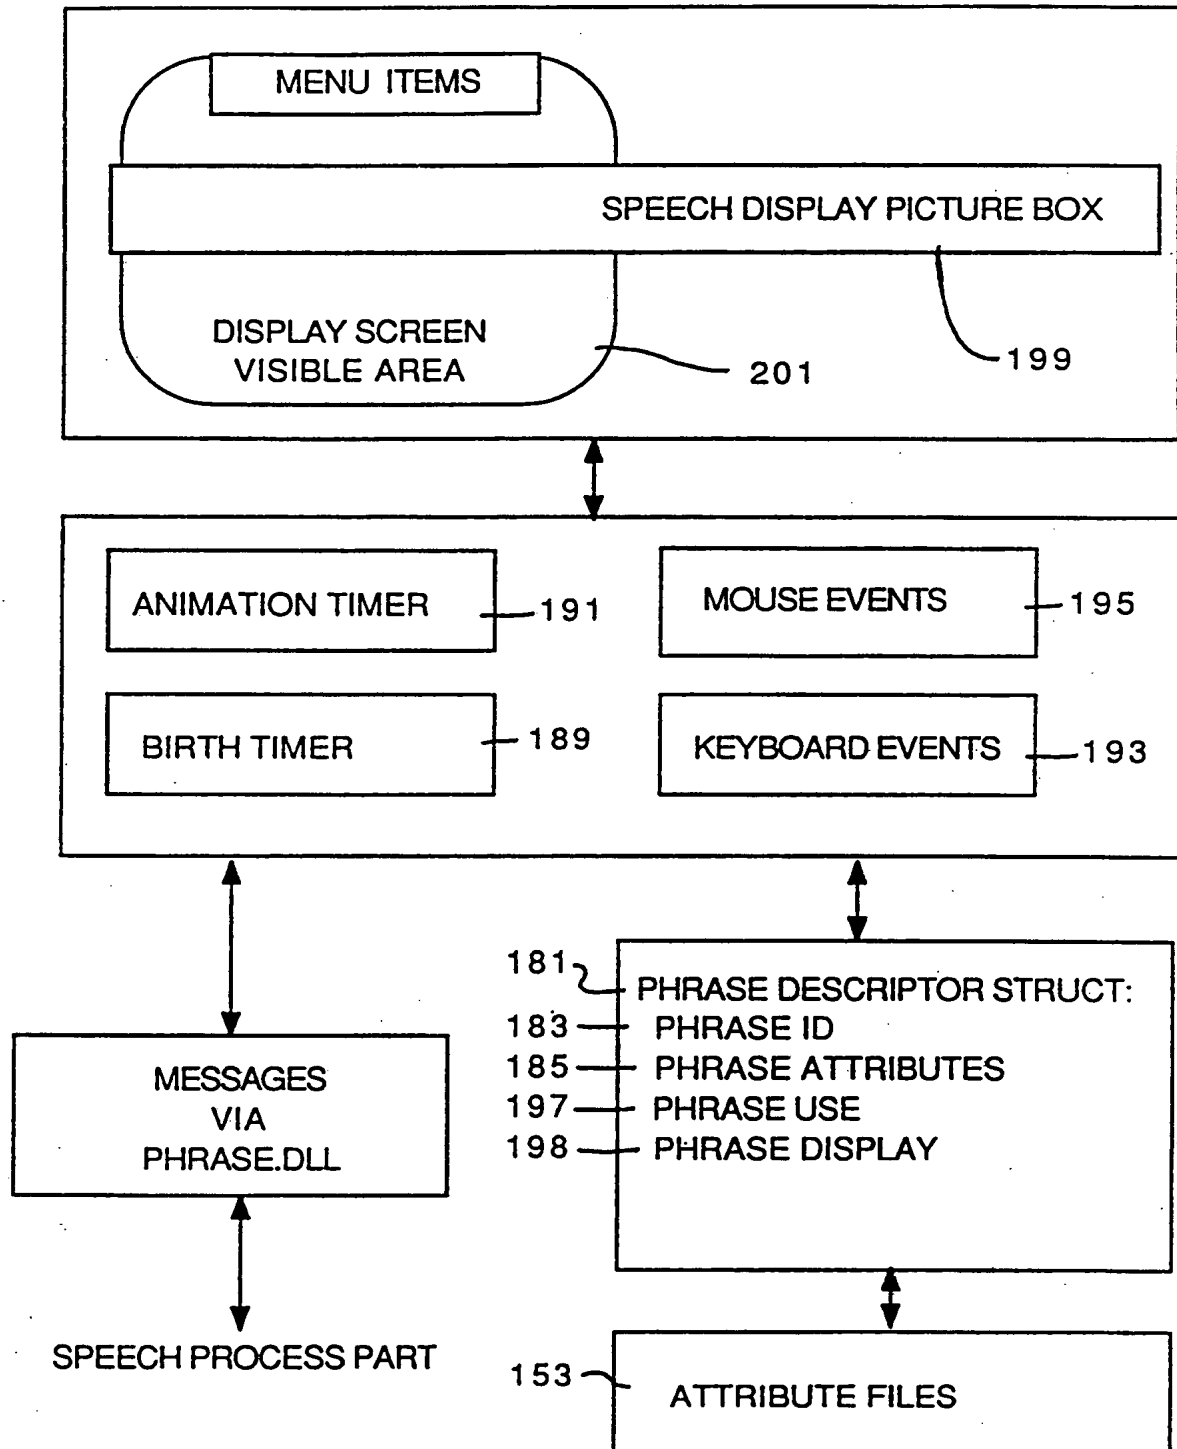 MENU ITEMS
SPEECH DISPLAY PICTURE BOX
DISPLAY SCREEN
VISIBLE AREA
201
199
ANIMATION TIMER
191
MOUSE EVENTS
195
BIRTH TIMER
189
KEYBOARD EVENTS
193
181
PHRASE DESCRIPTOR STRUCT:
183
PHRASE ID
185
PHRASE ATTRIBUTES
197
PHRASE USE
198
PHRASE DISPLAY
MESSAGES
VIA
PHRASE.DLL
SPEECH PROCESS PART
153
ATTRIBUTE FILES